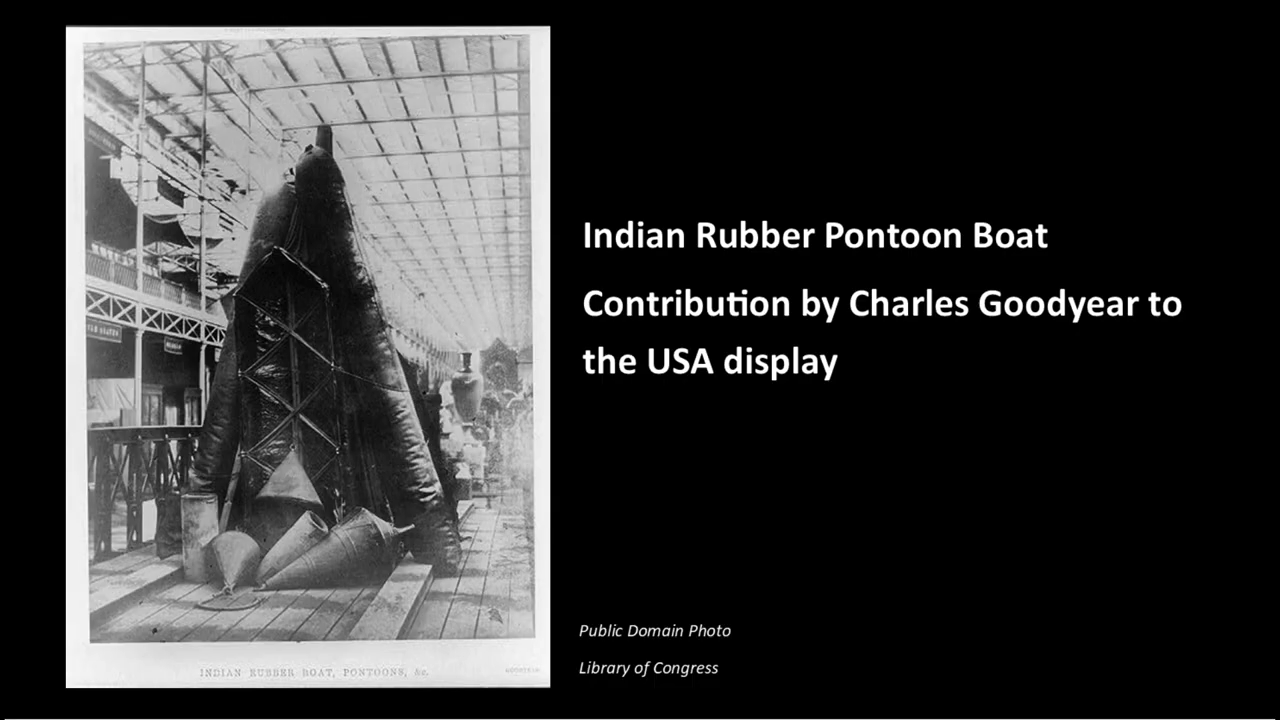 Indian Rubber Pontoon Boat
Contribution by Charles Goodyear to
the USA display
Public Domain Photo
Library of Congress
INDIAN RUBBER BOAT, PONTOONS, &c.